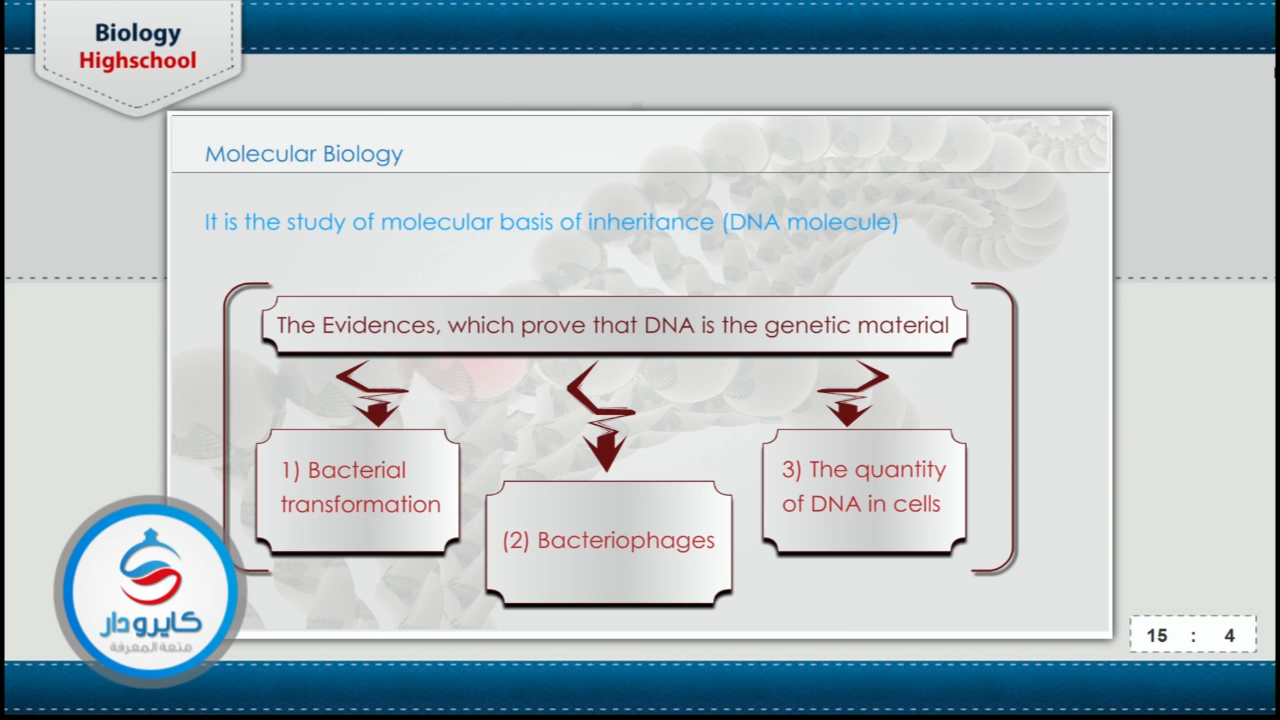 Biology
Highschool
Molecular Biology
It is the study of molecular basis of inheritance (DNA molecule)
The Evidences, which prove that DNA is the genetic material
1) Bacterial
transformation
(2) Bacteriophages
3) The quantity
of DNA in cells
كايرودار
متعة المعرفة
15 : 4